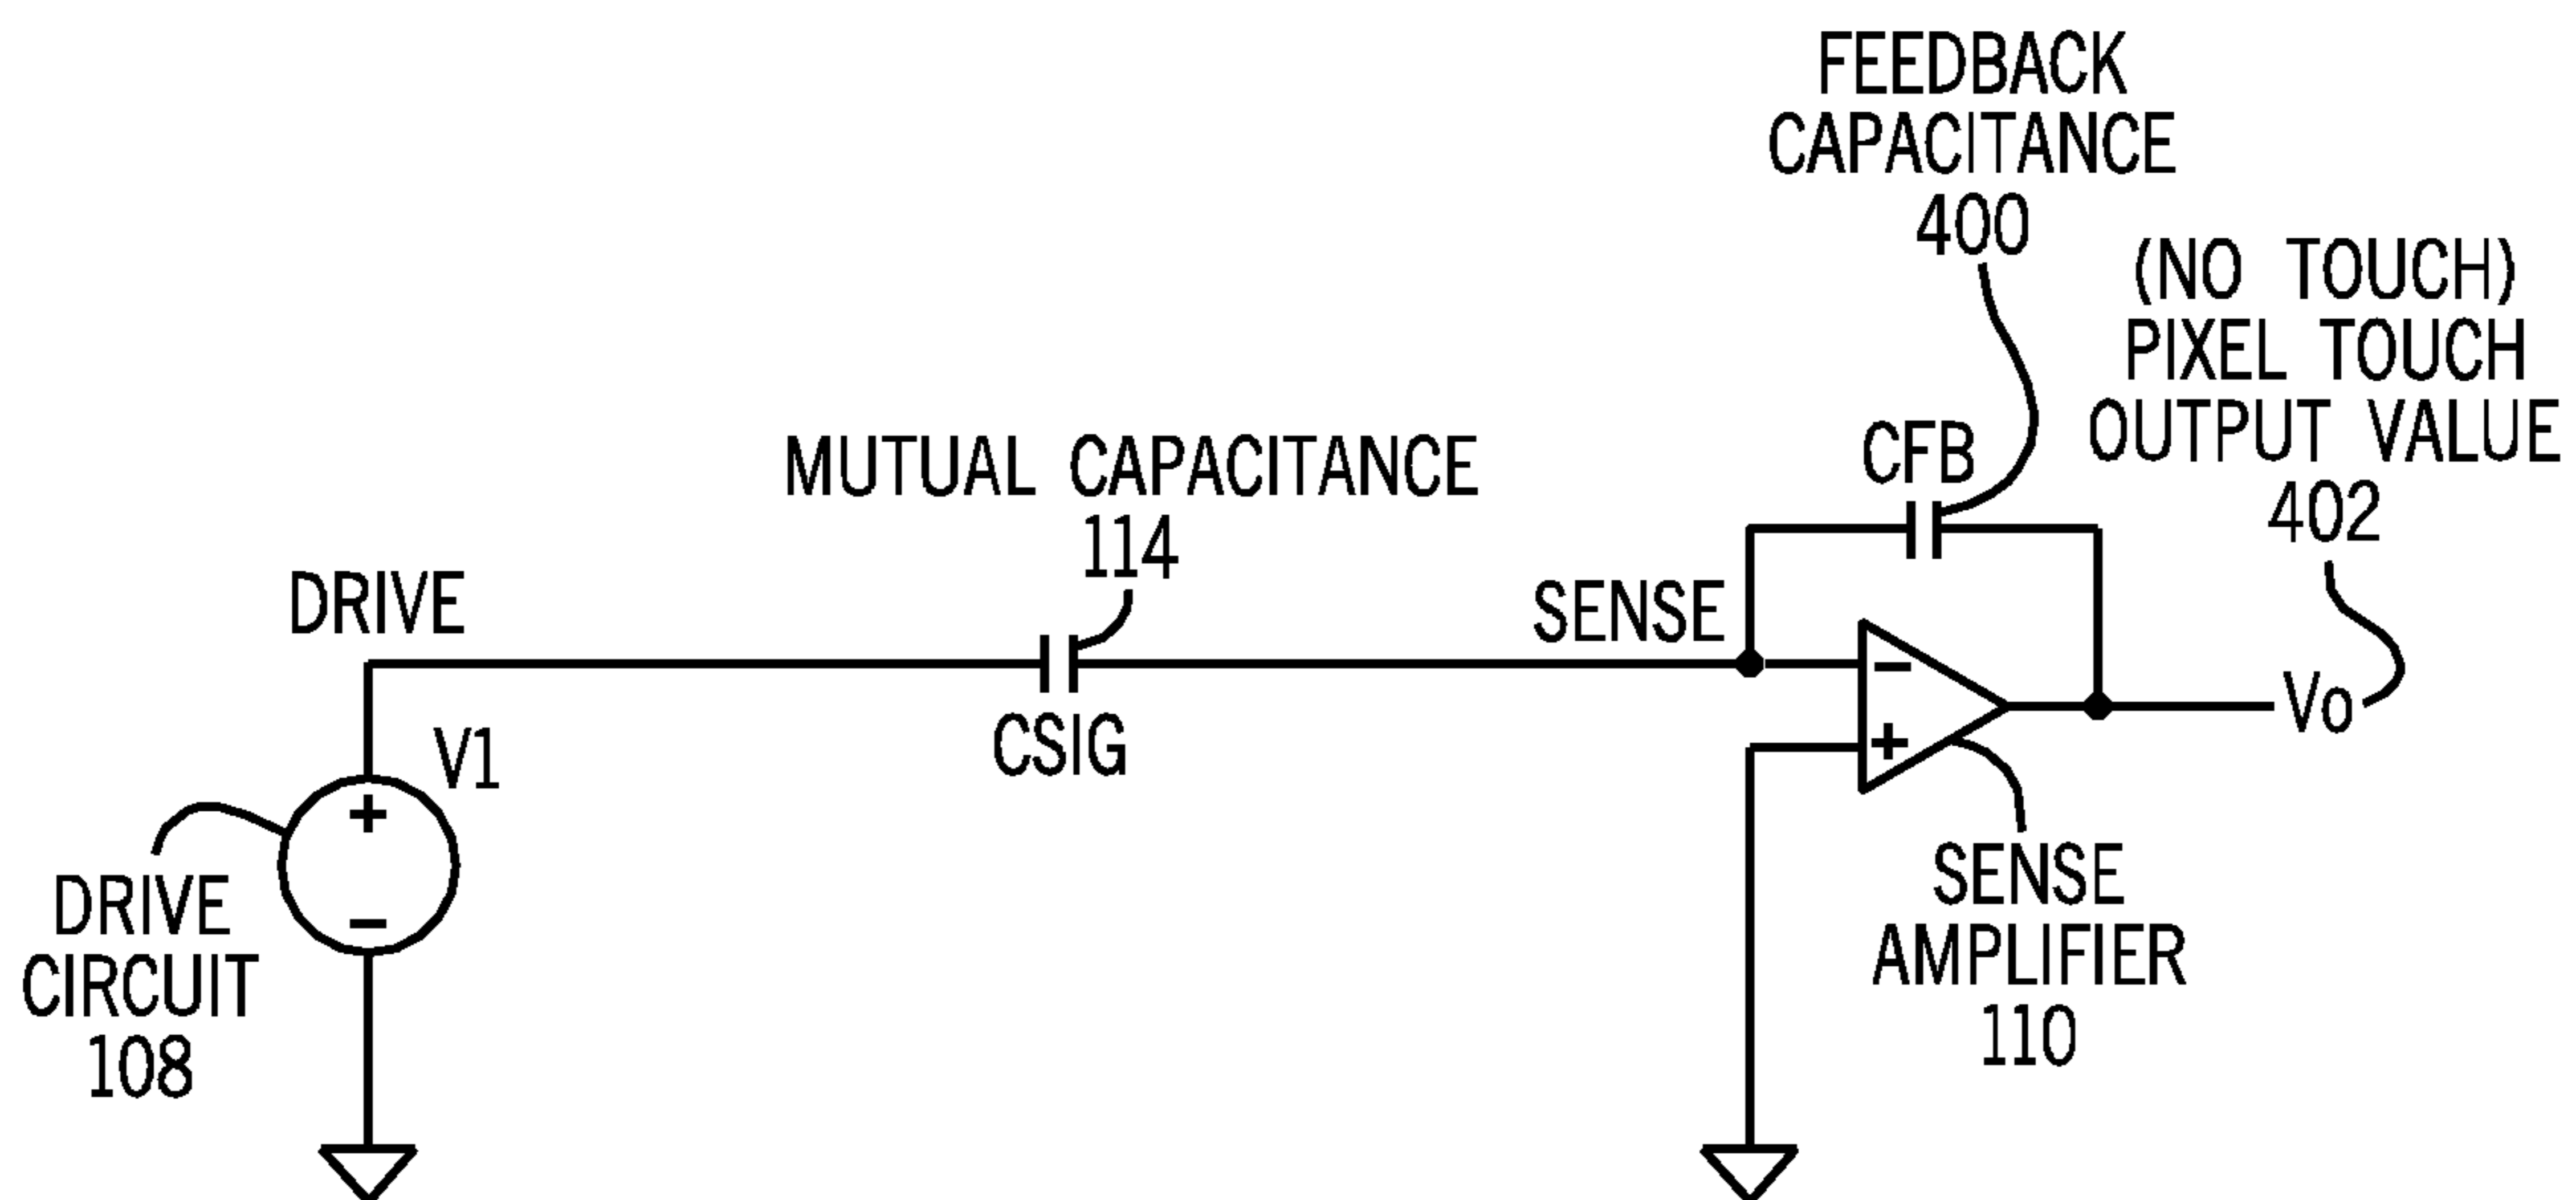 FEEDBACK
CAPACITANCE
400
(NO TOUCH)
PIXEL TOUCH
OUTPUT VALUE
402
MUTUAL CAPACITANCE
114
CFB
DRIVE
SENSE
V1
CSIG
Vo
+
−
−
+
DRIVE
CIRCUIT
108
SENSE
AMPLIFIER
110